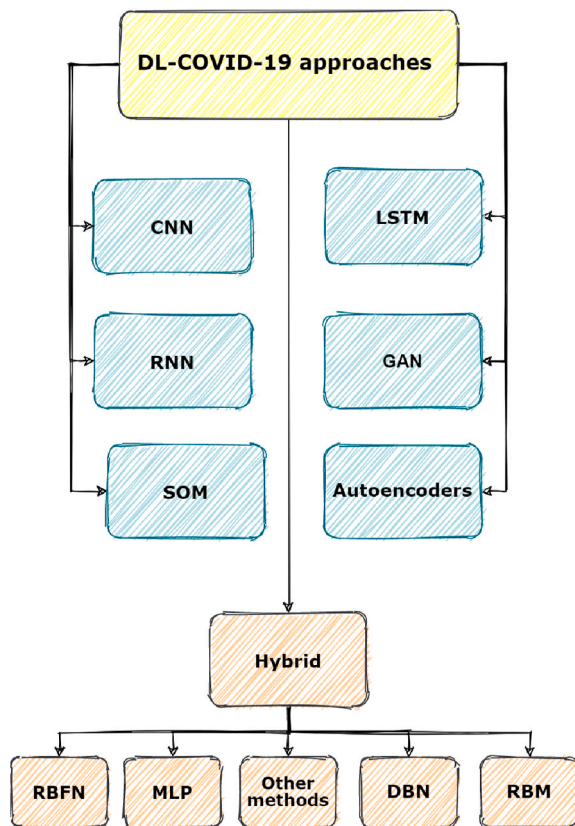 DL-COVID-19 approaches
CNN
LSTM
RNN
GAN
SOM
Autoencoders
Hybrid
RBFN
MLP
Other
methods
DBN
RBM